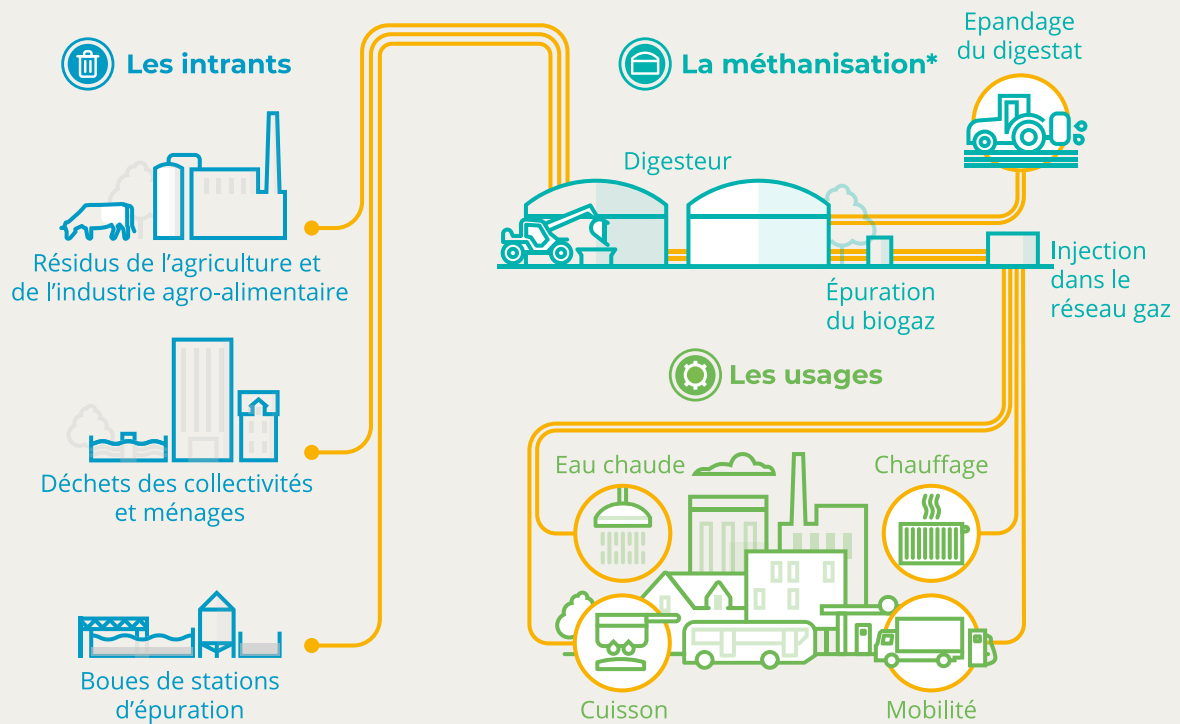 Les intrants
Résidus de l’agriculture et
de l’industrie agro-alimentaire
Déchets des collectivités
et ménages
Boues de stations
d’épuration
La méthanisation*
Epandage
du digestat
Digesteur
Épuration
du biogaz
Injection
dans le
réseau gaz
Les usages
Eau chaude
Chauffage
Cuisson
Mobilité